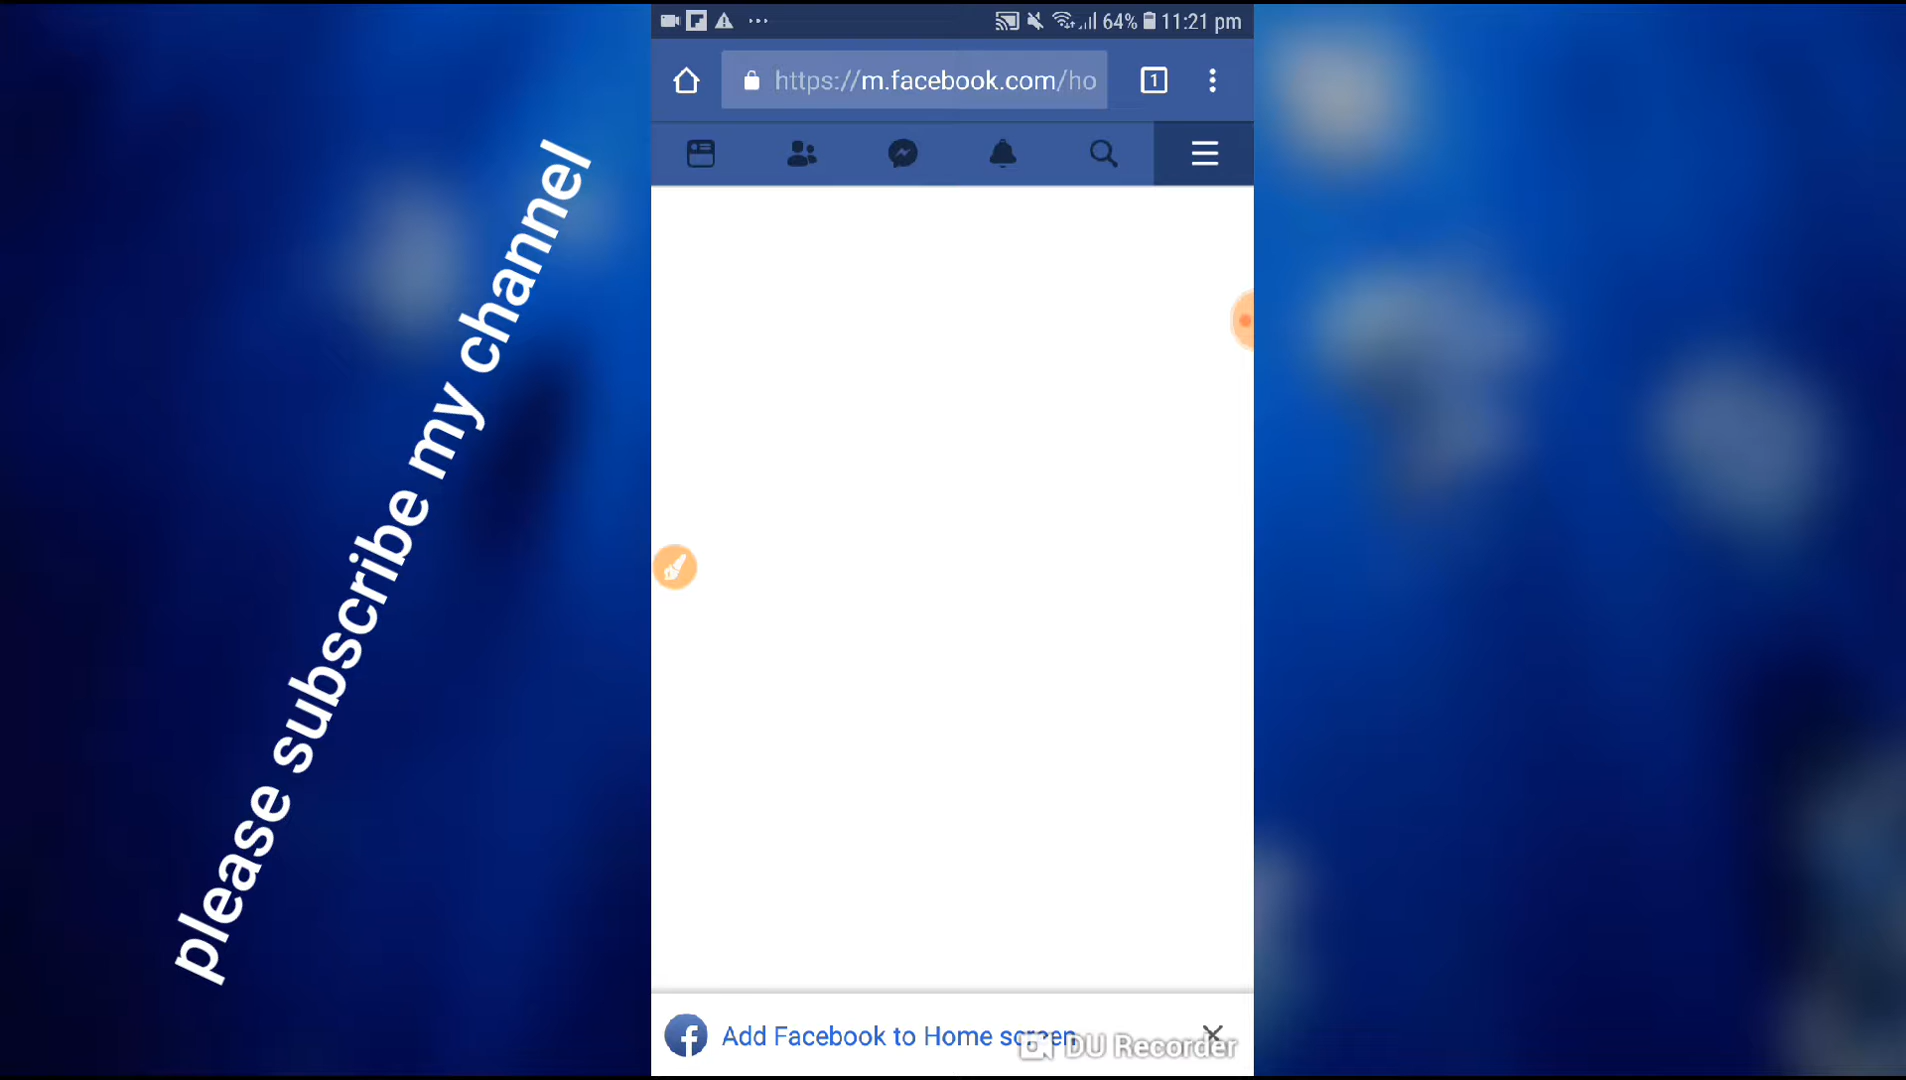 64% 11:21 pm
https://m.facebook.com/ho
1
please subscribe my channel
Add Facebook to Home screen
DU Recorder